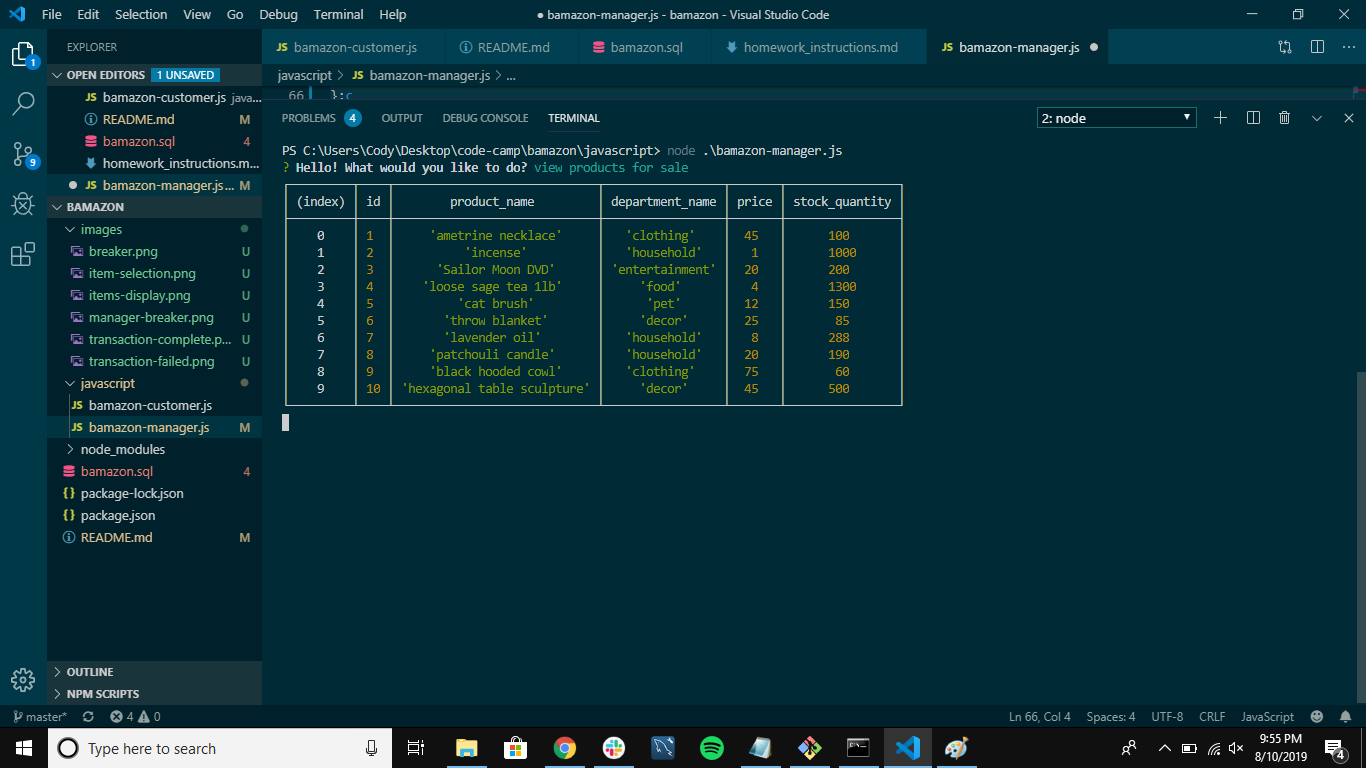 File Edit Selection View Go Debug Terminal Help
● bamazon-manager.js - bamazon - Visual Studio Code
EXPLORER
OPEN EDITORS 1 UNSAVED
JS bamazon-customer.js java...
README.md M
bamazon.sql 4
homework_instructions.m...
● JS bamazon-manager.js... M
BAMAZON
images
breaker.png U
item-selection.png U
items-display.png U
manager-breaker.png U
transaction-complete.p... U
transaction-failed.png U
javascript
JS bamazon-customer.js
JS bamazon-manager.js M
node_modules
bamazon.sql 4
{} package-lock.json
{} package.json
README.md M
OUTLINE
NPM SCRIPTS
1
9
JS bamazon-customer.js README.md bamazon.sql homework_instructions.md JS bamazon-manager.js ●
javascript > JS bamazon-manager.js > ...
66 };c
PROBLEMS 4 OUTPUT DEBUG CONSOLE TERMINAL 2: node
PS C:\Users\Cody\Desktop\code-camp\bamazon\javascript> node .\bamazon-manager.js
? Hello! What would you like to do? view products for sale
(index) id product_name department_name price stock_quantity
0 1 'ametrine necklace' 'clothing' 45 100
1 2 'incense' 'household' 1 1000
2 3 'Sailor Moon DVD' 'entertainment' 20 200
3 4 'loose sage tea 1lb' 'food' 4 1300
4 5 'cat brush' 'pet' 12 150
5 6 'throw blanket' 'decor' 25 85
6 7 'lavender oil' 'household' 8 288
7 8 'patchouli candle' 'household' 20 190
8 9 'black hooded cowl' 'clothing' 75 60
9 10 'hexagonal table sculpture' 'decor' 45 500
master* 4 0 Ln 66, Col 4 Spaces: 4 UTF-8 CRLF JavaScript
Type here to search
9:55 PM
8/10/2019
4